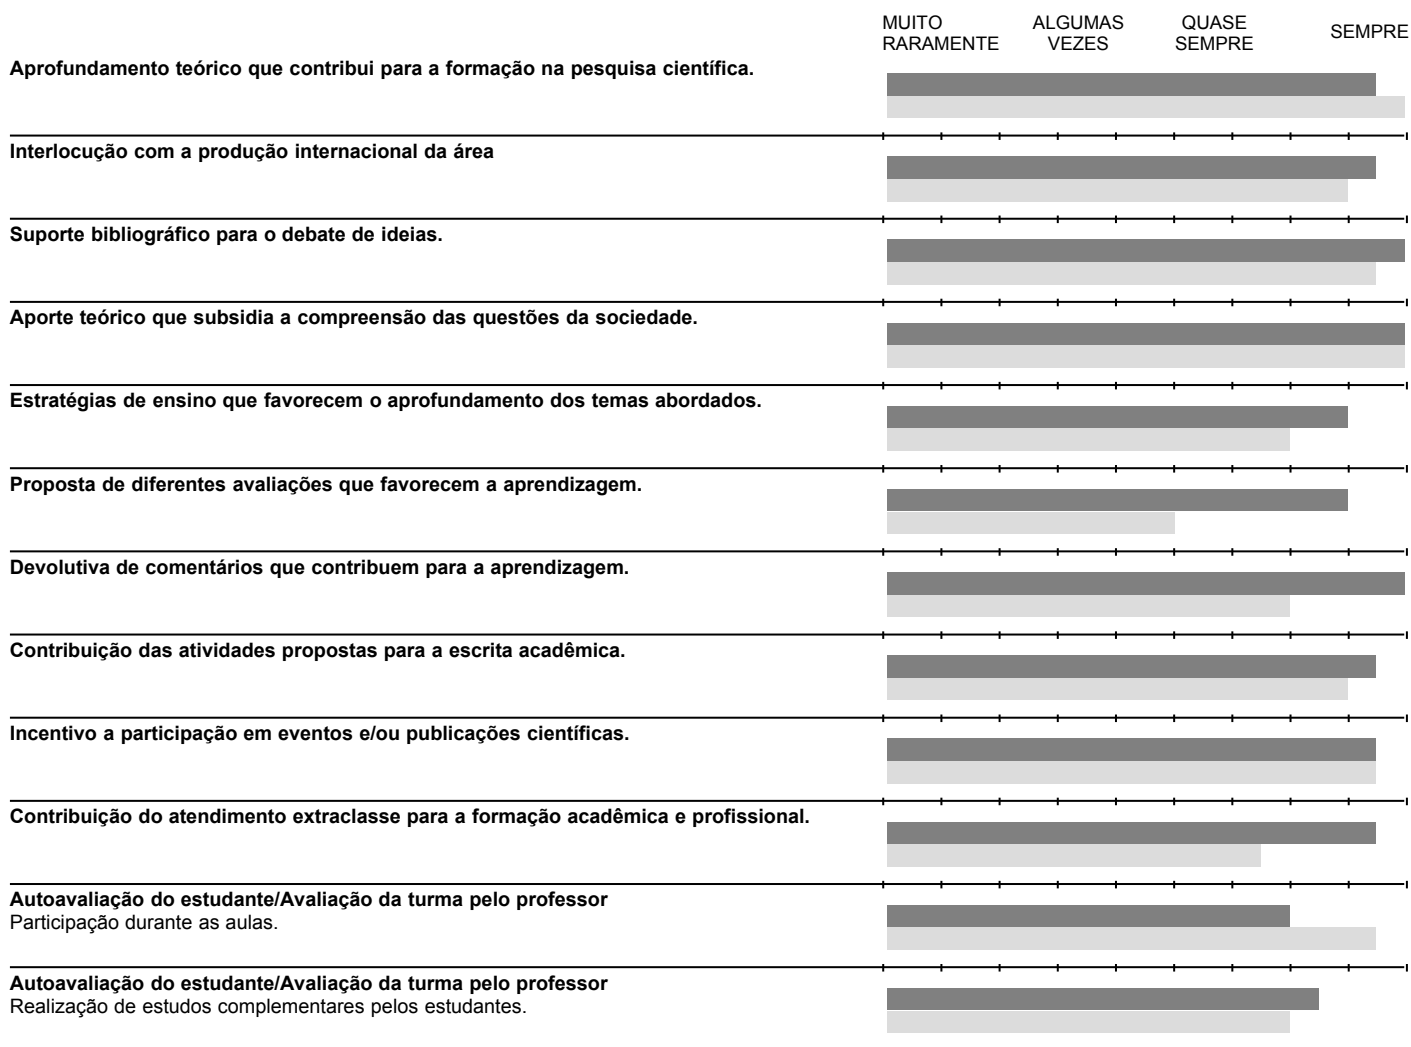 MUITO RARAMENTE
ALGUMAS VEZES
QUASE SEMPRE
SEMPRE
Aprofundamento teórico que contribui para a formação na pesquisa científica.
Interlocução com a produção internacional da área
Suporte bibliográfico para o debate de ideias.
Aporte teórico que subsidia a compreensão das questões da sociedade.
Estratégias de ensino que favorecem o aprofundamento dos temas abordados.
Proposta de diferentes avaliações que favorecem a aprendizagem.
Devolutiva de comentários que contribuem para a aprendizagem.
Contribuição das atividades propostas para a escrita acadêmica.
Incentivo a participação em eventos e/ou publicações científicas.
Contribuição do atendimento extraclasse para a formação acadêmica e profissional.
Autoavaliação do estudante/Avaliação da turma pelo professor
Participação durante as aulas.
Autoavaliação do estudante/Avaliação da turma pelo professor
Realização de estudos complementares pelos estudantes.